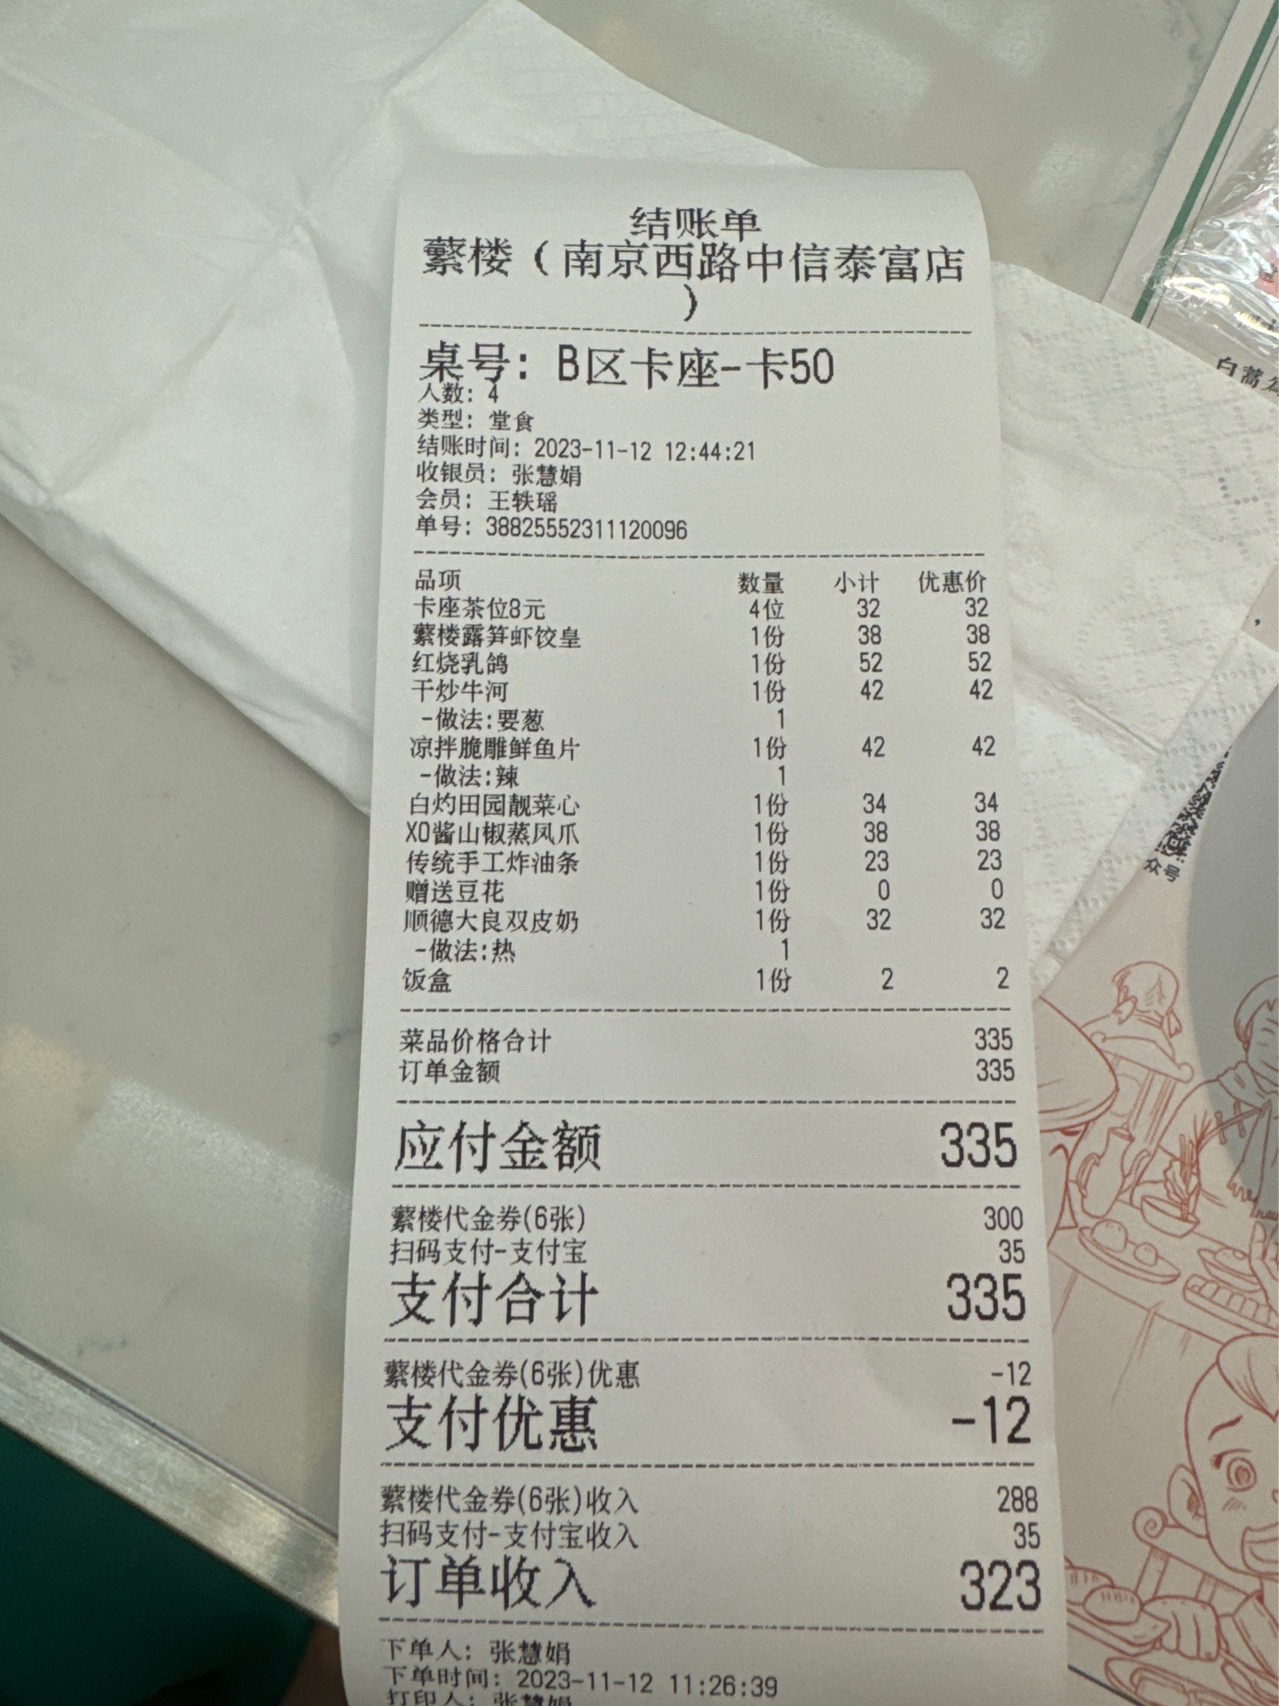 结账单
蘩楼（南京西路中信泰富店
）
桌号：B区卡座-卡50
人数：4
类型：堂食
结账时间：2023-11-12 12:44:21
收银员：张慧娟
会员：王轶瑶
单号：38825552311120096
品项 数量 小计 优惠价
卡座茶位8元 4位 32 32
蘩楼露笋虾饺皇 1份 38 38
红烧乳鸽 1份 52 52
干炒牛河 1份 42 42
-做法:要葱 1
凉拌脆雕鲜鱼片 1份 42 42
-做法:辣 1
白灼田园靓菜心 1份 34 34
XO酱山椒蒸凤爪 1份 38 38
传统手工炸油条 1份 23 23
赠送豆花 1份 0 0
顺德大良双皮奶 1份 32 32
-做法:热 1
饭盒 1份 2 2
菜品价格合计 335
订单金额 335
应付金额 335
蘩楼代金券(6张) 300
扫码支付-支付宝 35
支付合计 335
蘩楼代金券(6张)优惠 -12
支付优惠 -12
蘩楼代金券(6张)收入 288
扫码支付-支付宝收入 35
订单收入 323
下单人：张慧娟
下单时间：2023-11-12 11:26:39
打印人：张慧娟
众号